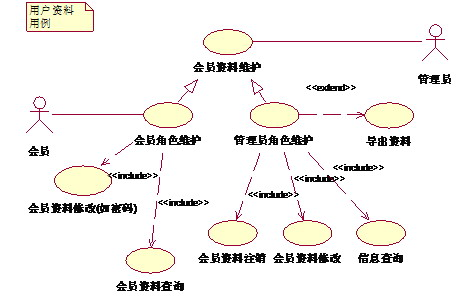 用户资料
用例
会员资料维护
管理员
<<extend>>
会员
会员角色维护
管理员角色维护
导出资料
<<include>>
<<include>>
<<include>>
<<include>>
<<include>>
会员资料修改(如密码)
会员资料查询
会员资料注销
会员资料修改
信息查询